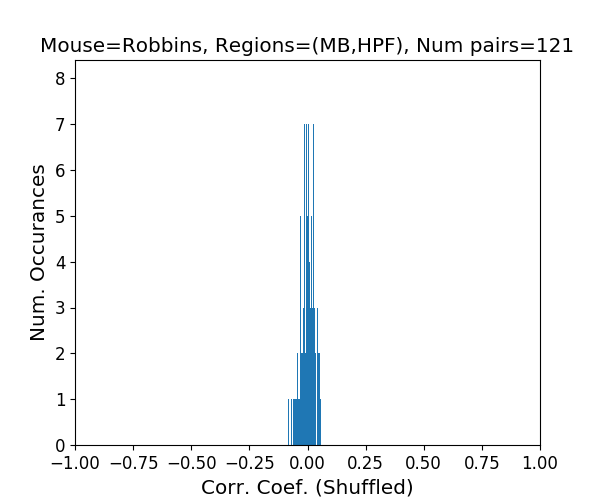 Mouse=Robbins, Regions=(MB,HPF), Num pairs=121
8
7
6
5
4
3
2
1
0
Num. Occurances
−1.00 −0.75 −0.50 −0.25 0.00 0.25 0.50 0.75 1.00
Corr. Coef. (Shuffled)